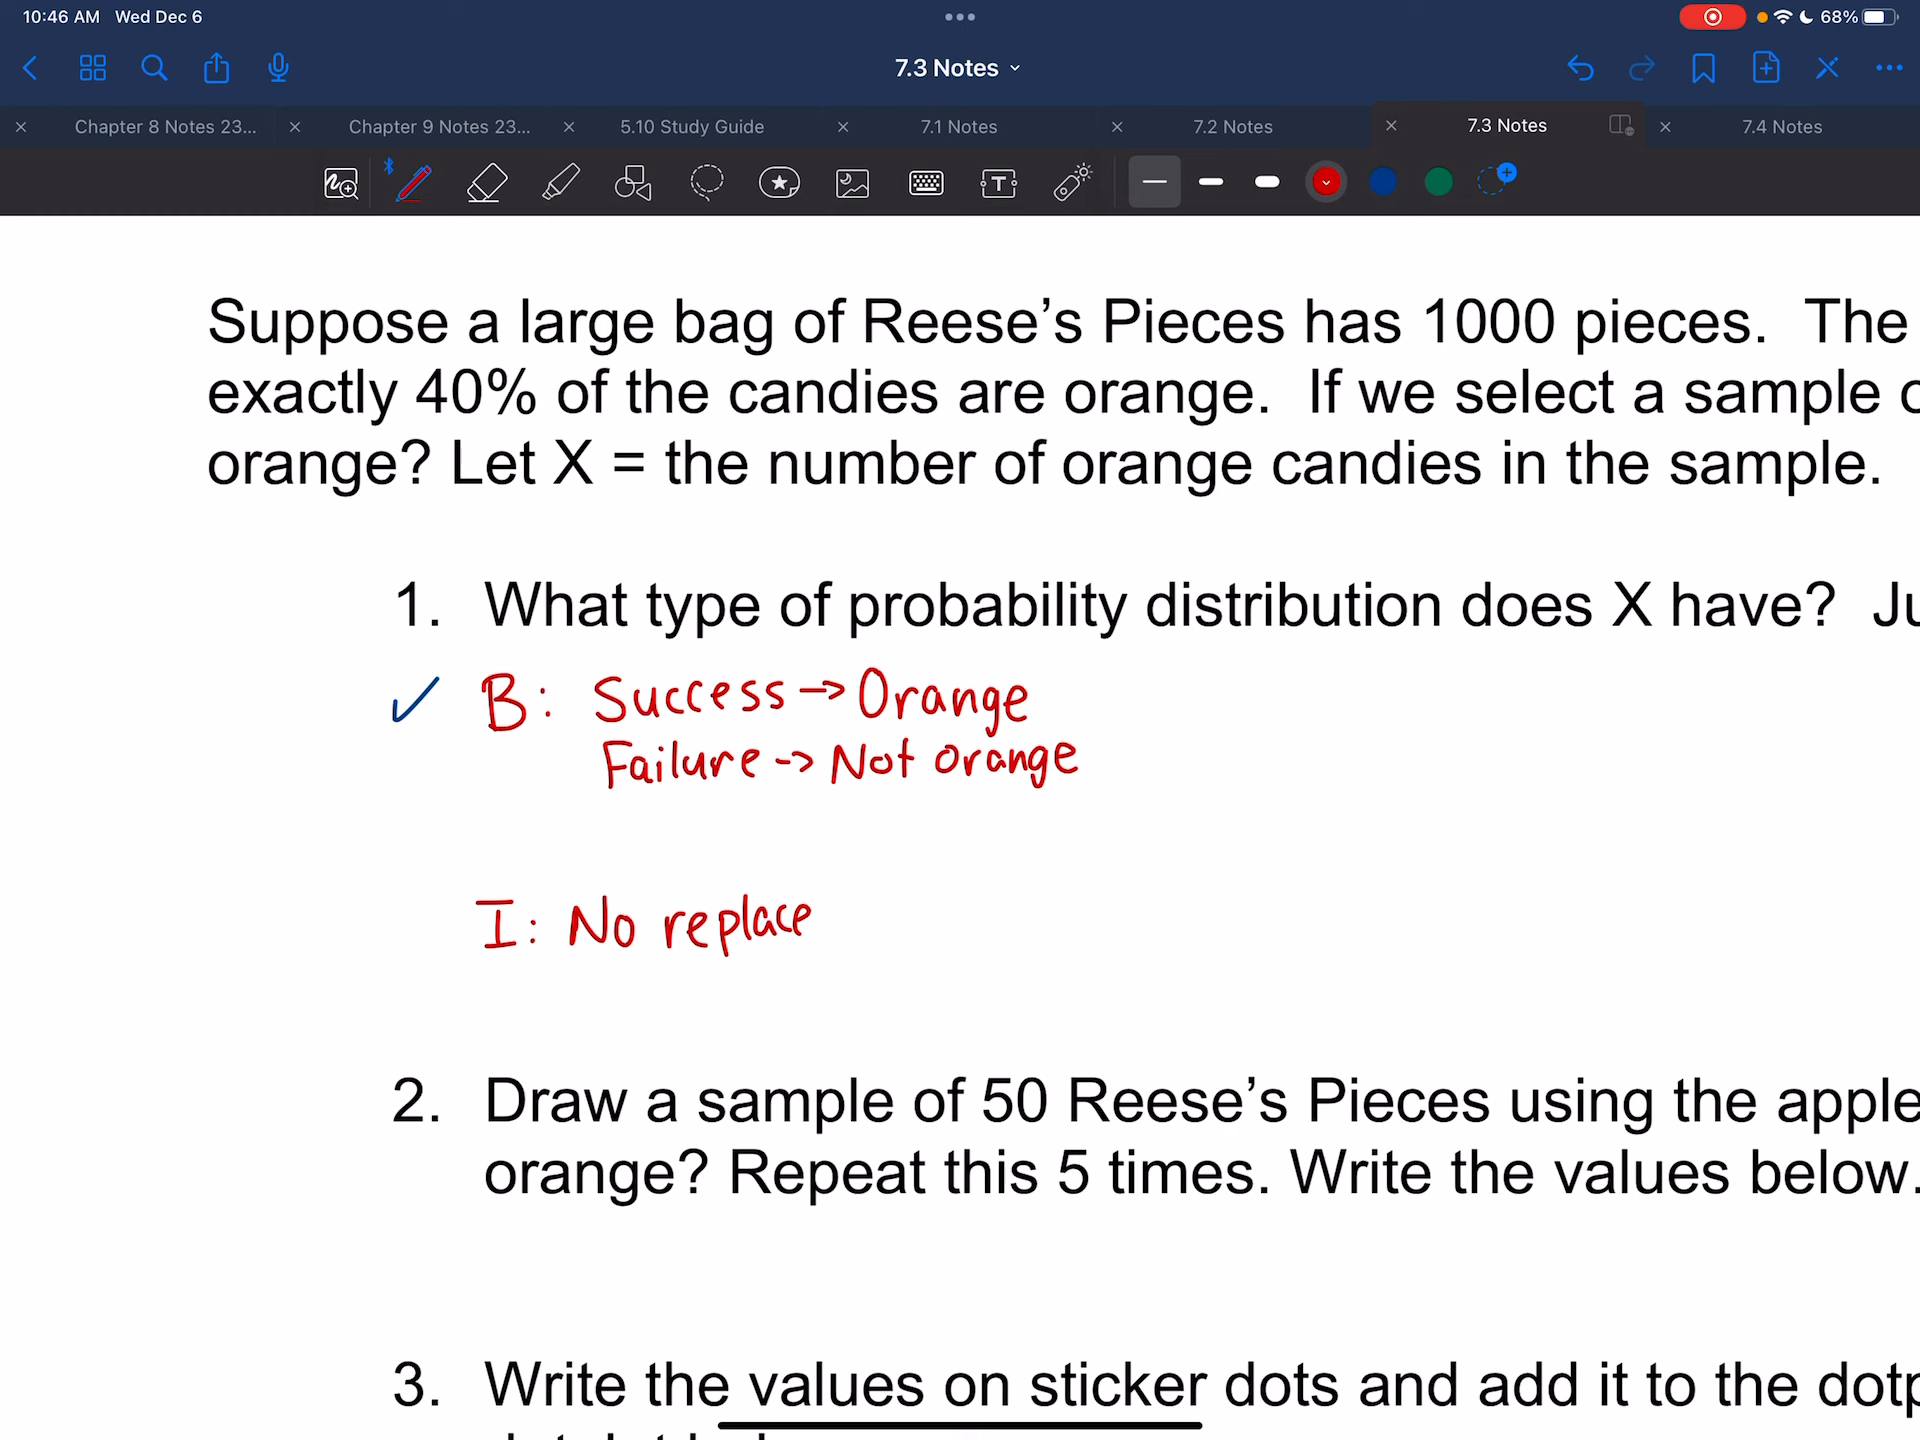 10:46 AM Wed Dec 6
68%
7.3 Notes
Chapter 8 Notes 23...
Chapter 9 Notes 23...
5.10 Study Guide
7.1 Notes
7.2 Notes
7.3 Notes
7.4 Notes
Suppose a large bag of Reese’s Pieces has 1000 pieces. The
exactly 40% of the candies are orange. If we select a sample
orange? Let X = the number of orange candies in the sample.
1. What type of probability distribution does X have? Ju
✓ B: Success -> Orange
Failure -> Not orange
I: No replace
2. Draw a sample of 50 Reese’s Pieces using the apple
orange? Repeat this 5 times. Write the values below.
3. Write the values on sticker dots and add it to the dotp